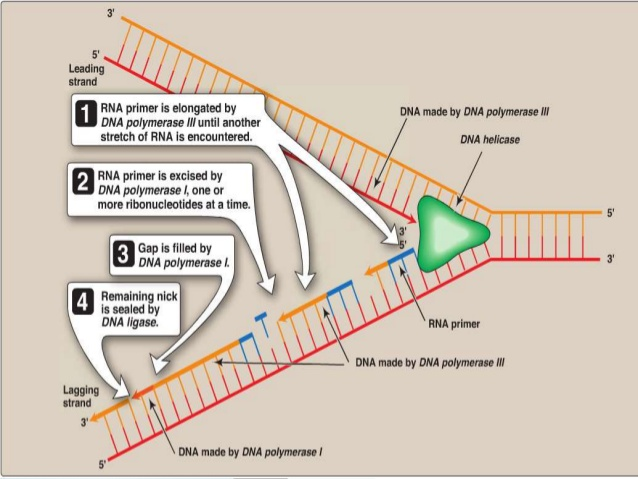 3'
5'
Leading
strand
1 RNA primer is elongated by
DNA polymerase III until another
stretch of RNA is encountered.
DNA made by DNA polymerase III
DNA helicase
2 RNA primer is excised by
DNA polymerase I, one or
more ribonucleotides at a time.
5'
3'
3'
5'
3 Gap is filled by
DNA polymerase I.
4 Remaining nick
is sealed by
DNA ligase.
RNA primer
DNA made by DNA polymerase III
Lagging
strand
3'
DNA made by DNA polymerase I
5'